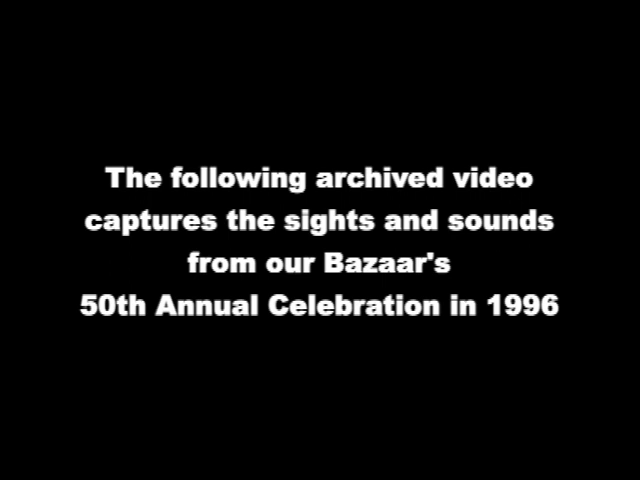 The following archived video
captures the sights and sounds
from our Bazaar's
50th Annual Celebration in 1996